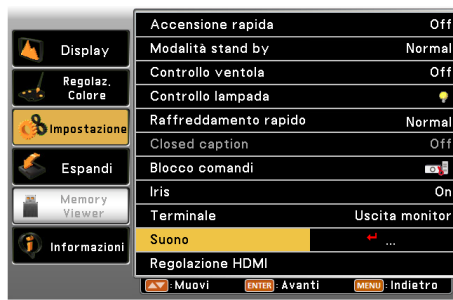 Display
Regolaz.
Colore
Impostazione
Espandi
Memory
Viewer
Informazioni
Accensione rapida Off
Modalità stand by Normal
Controllo ventola Off
Controllo lampada
Raffreddamento rapido Normal
Closed caption Off
Blocco comandi
Iris On
Terminale Uscita monitor
Suono ...
Regolazione HDMI
:Muovi ENTER :Avanti MENU :Indietro